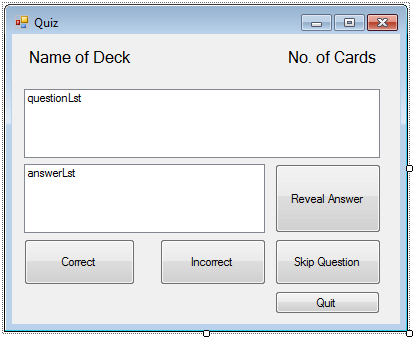 Quiz
Name of Deck No. of Cards
questionLst
answerLst
Reveal Answer
Correct Incorrect Skip Question
Quit